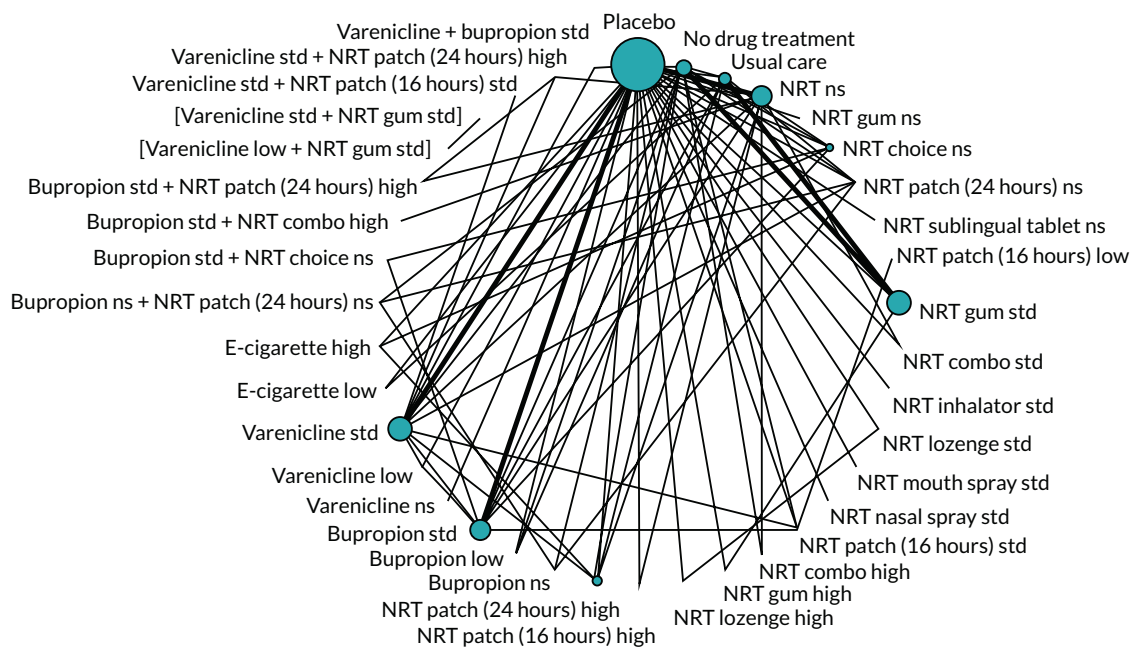 Placebo
No drug treatment
Usual care
NRT ns
NRT gum ns
NRT choice ns
NRT patch (24 hours) ns
NRT sublingual tablet ns
NRT patch (16 hours) low
NRT gum std
NRT combo std
NRT inhalator std
NRT lozenge std
NRT mouth spray std
NRT nasal spray std
NRT patch (16 hours) std
NRT combo high
NRT gum high
NRT lozenge high
NRT patch (16 hours) high
NRT patch (24 hours) high
Bupropion ns
Bupropion low
Bupropion std
Varenicline ns
Varenicline low
Varenicline std
E-cigarette low
E-cigarette high
Bupropion ns + NRT patch (24 hours) ns
Bupropion std + NRT choice ns
Bupropion std + NRT combo high
Bupropion std + NRT patch (24 hours) high
[Varenicline low + NRT gum std]
[Varenicline std + NRT gum std]
Varenicline std + NRT patch (16 hours) std
Varenicline std + NRT patch (24 hours) high
Varenicline + bupropion std